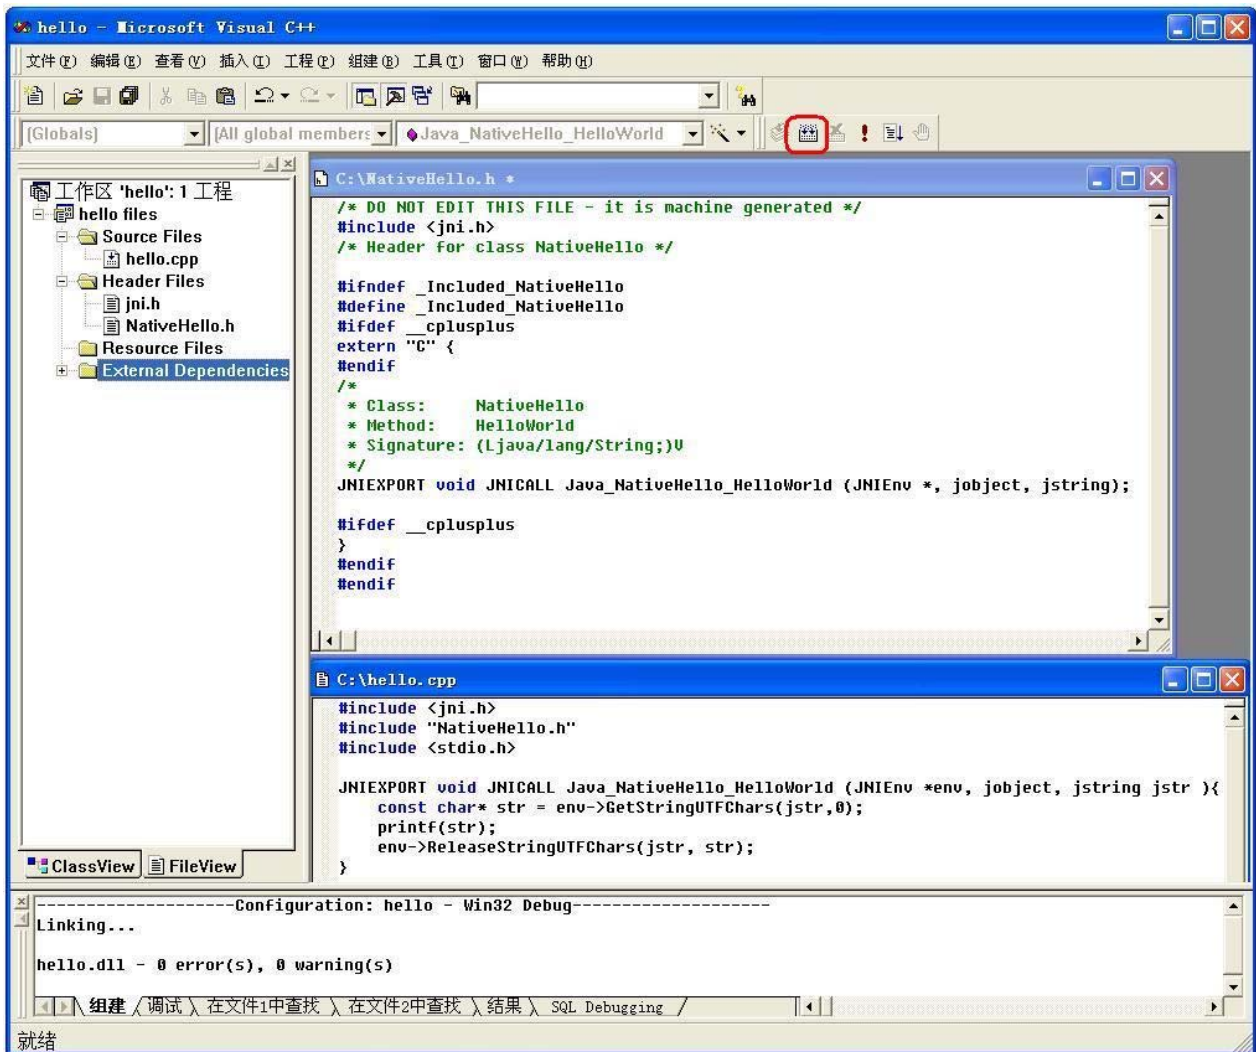 hello - Microsoft Visual C++
文件(F) 编辑(E) 查看(V) 插入(I) 工程(P) 组建(B) 工具(T) 窗口(W) 帮助(H)
(Globals) (All global members Java_NativeHello_HelloWorld
工作区 'hello': 1 工程
hello files
Source Files
hello.cpp
Header Files
jni.h
NativeHello.h
Resource Files
External Dependencies
ClassView FileView
C:\NativeHello.h *
/* DO NOT EDIT THIS FILE - it is machine generated */
#include <jni.h>
/* Header for class NativeHello */
#ifndef _Included_NativeHello
#define _Included_NativeHello
#ifdef __cplusplus
extern "C" {
#endif
/*
* Class:     NativeHello
* Method:    HelloWorld
* Signature: (Ljava/lang/String;)V
*/
JNIEXPORT void JNICALL Java_NativeHello_HelloWorld (JNIEnv *, jobject, jstring);
#ifdef __cplusplus
}
#endif
#endif
C:\hello.cpp
#include <jni.h>
#include "NativeHello.h"
#include <stdio.h>
JNIEXPORT void JNICALL Java_NativeHello_HelloWorld (JNIEnv *env, jobject, jstring jstr ){
const char* str = env->GetStringUTFChars(jstr,0);
printf(str);
env->ReleaseStringUTFChars(jstr, str);
}
--------------------Configuration: hello - Win32 Debug--------------------
Linking...
hello.dll - 0 error(s), 0 warning(s)
组建 调试 在文件1中查找 在文件2中查找 结果 SQL Debugging
就绪